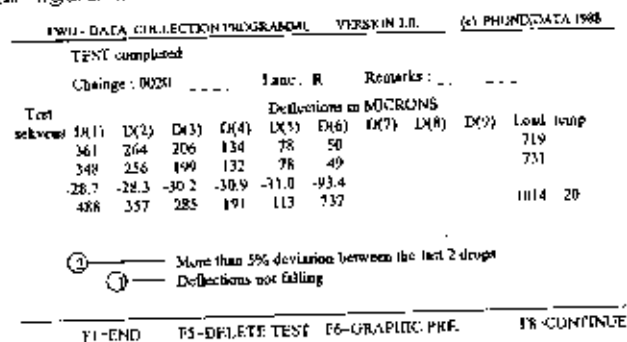 FWD - DATA COLLECTION PROGRAMME VERSION 3.0. (c) PHØNIX/DATA 1988
TEST completed
Chainge : 0020 _ _ _ _ Lane : R Remarks : _ _ _ _ _
Deflections in MICRONS
Test
sekvens D(1) D(2) D(3) D(4) D(5) D(6) D(7) D(8) D(9) Load temp
361 264 206 134 78 50 719
348 256 199 132 78 49 731
-28.7 -28.3 -30.2 -30.9 -31.0 -93.4
488 357 285 191 113 737 1014 20
2 More than 5% deviation between the last 2 drops
1 Deflections not falling
F1-END F5-DELETE TEST F6-GRAPHIC PRE. F8-CONTINUE